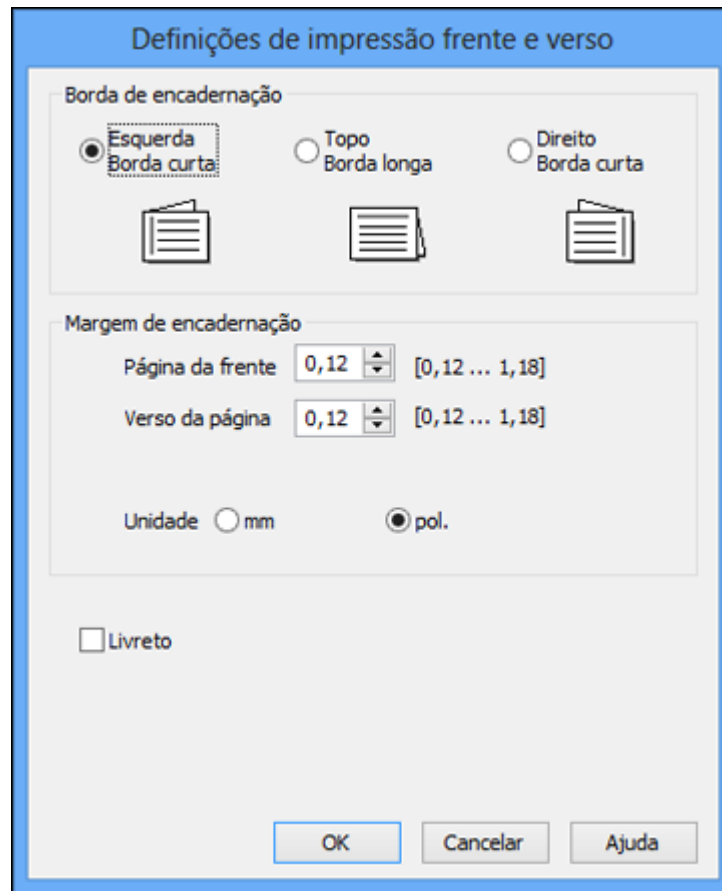 Definições de impressão frente e verso
Borda de encadernação
Esquerda
Borda curta
Topo
Borda longa
Direito
Borda curta
Margem de encadernação
Página da frente 0,12 [0,12 ... 1,18]
Verso da página 0,12 [0,12 ... 1,18]
Unidade mm pol.
Livreto
OK Cancelar Ajuda